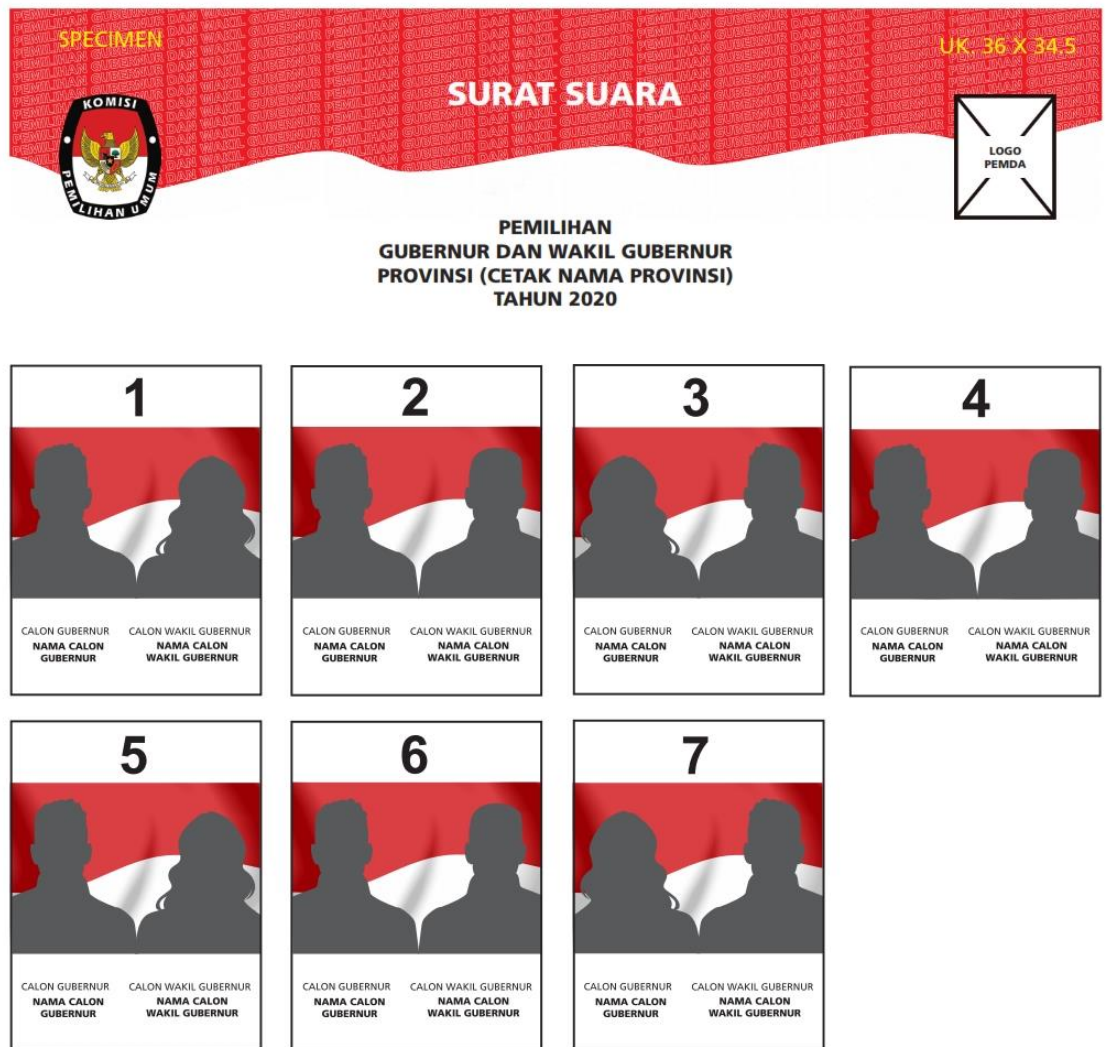 SPECIMEN
UK. 36 X 34,5
SURAT SUARA
KOMISI
PEMILIHAN UMUM
LOGO
PEMDA
PEMILIHAN
GUBERNUR DAN WAKIL GUBERNUR
PROVINSI (CETAK NAMA PROVINSI)
TAHUN 2020
1
2
3
4
CALON GUBERNUR
NAMA CALON
GUBERNUR
CALON WAKIL GUBERNUR
NAMA CALON
WAKIL GUBERNUR
CALON GUBERNUR
NAMA CALON
GUBERNUR
CALON WAKIL GUBERNUR
NAMA CALON
WAKIL GUBERNUR
CALON GUBERNUR
NAMA CALON
GUBERNUR
CALON WAKIL GUBERNUR
NAMA CALON
WAKIL GUBERNUR
CALON GUBERNUR
NAMA CALON
GUBERNUR
CALON WAKIL GUBERNUR
NAMA CALON
WAKIL GUBERNUR
5
6
7
CALON GUBERNUR
NAMA CALON
GUBERNUR
CALON WAKIL GUBERNUR
NAMA CALON
WAKIL GUBERNUR
CALON GUBERNUR
NAMA CALON
GUBERNUR
CALON WAKIL GUBERNUR
NAMA CALON
WAKIL GUBERNUR
CALON GUBERNUR
NAMA CALON
GUBERNUR
CALON WAKIL GUBERNUR
NAMA CALON
WAKIL GUBERNUR